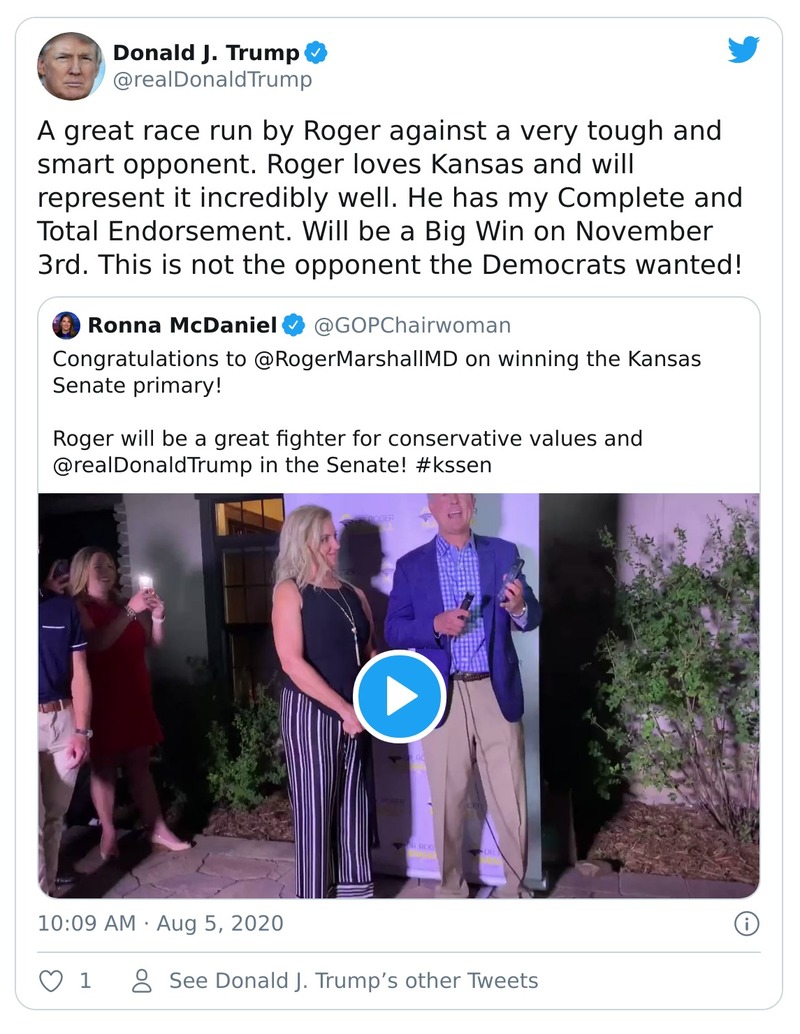 Donald J. Trump
@realDonaldTrump
A great race run by Roger against a very tough and
smart opponent. Roger loves Kansas and will
represent it incredibly well. He has my Complete and
Total Endorsement. Will be a Big Win on November
3rd. This is not the opponent the Democrats wanted!
Ronna McDaniel @GOPChairwoman
Congratulations to @RogerMarshallMD on winning the Kansas
Senate primary!
Roger will be a great fighter for conservative values and
@realDonaldTrump in the Senate! #kssen
10:09 AM · Aug 5, 2020
1
See Donald J. Trump’s other Tweets